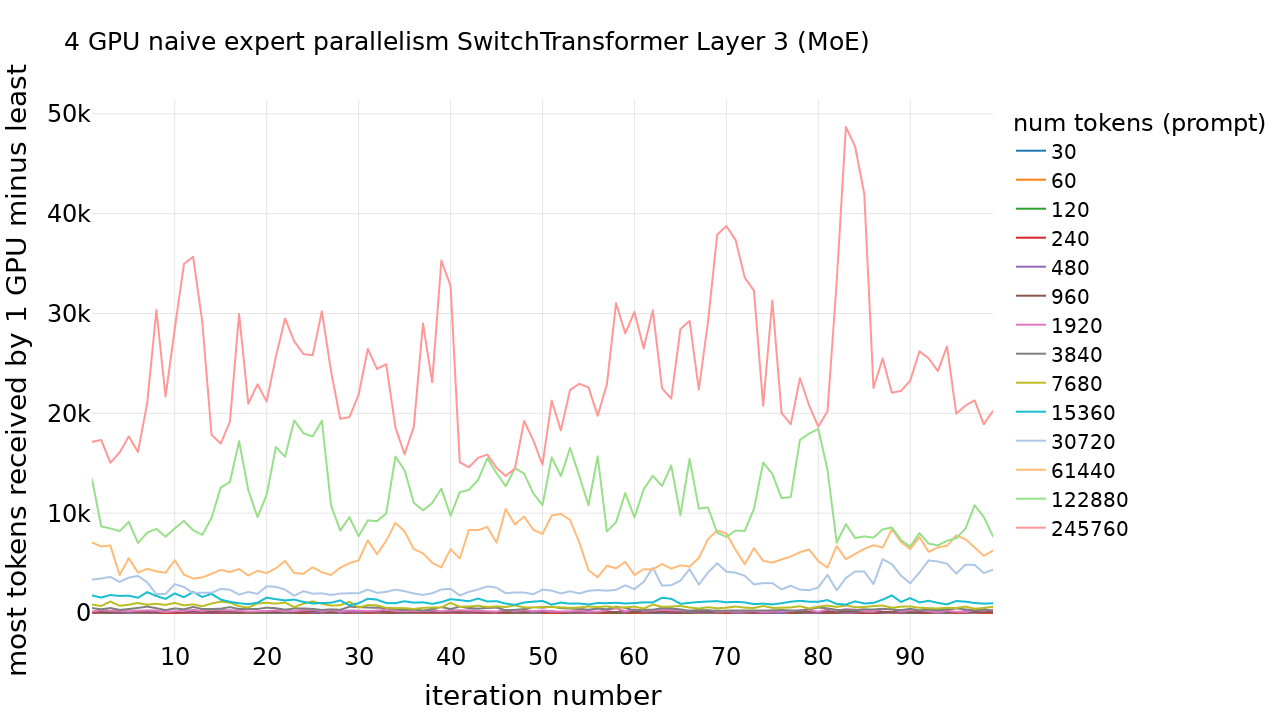 4 GPU naive expert parallelism SwitchTransformer Layer 3 (MoE)
most tokens received by 1 GPU minus least
50k
40k
30k
20k
10k
0
10
20
30
40
50
60
70
80
90
iteration number
num tokens (prompt)
30
60
120
240
480
960
1920
3840
7680
15360
30720
61440
122880
245760